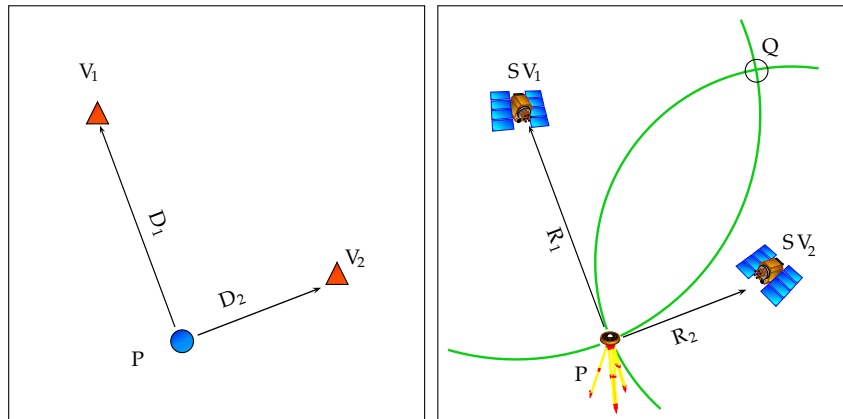 V₁
D₁
V₂
D₂
P
Q
SV₁
R₁
SV₂
R₂
P